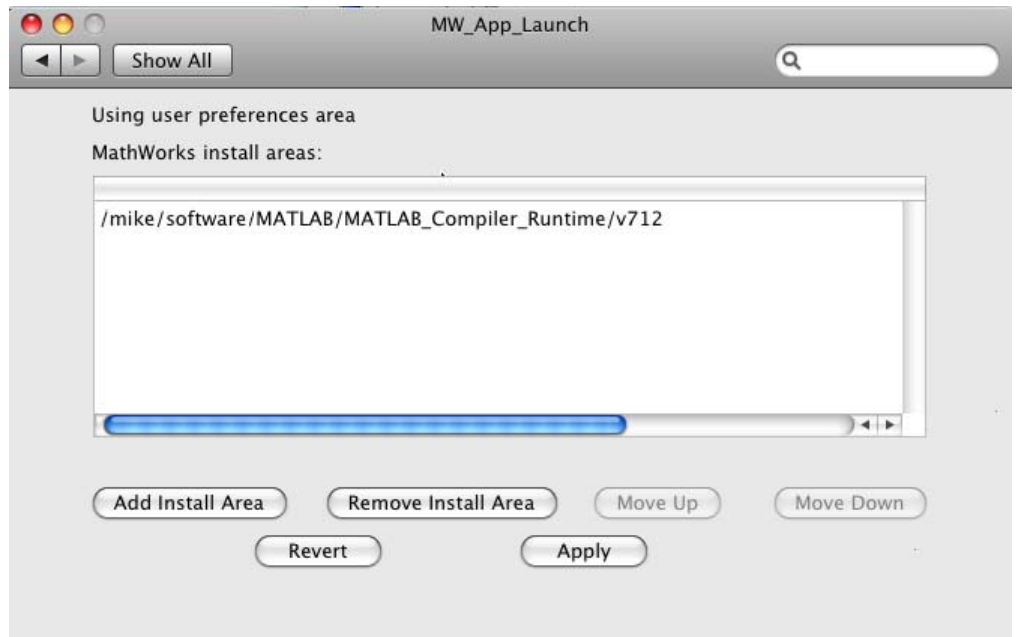 MW_App_Launch
Show All
Using user preferences area
MathWorks install areas:
/mike/software/MATLAB/MATLAB_Compiler_Runtime/v712
Add Install Area Remove Install Area Move Up Move Down
Revert Apply